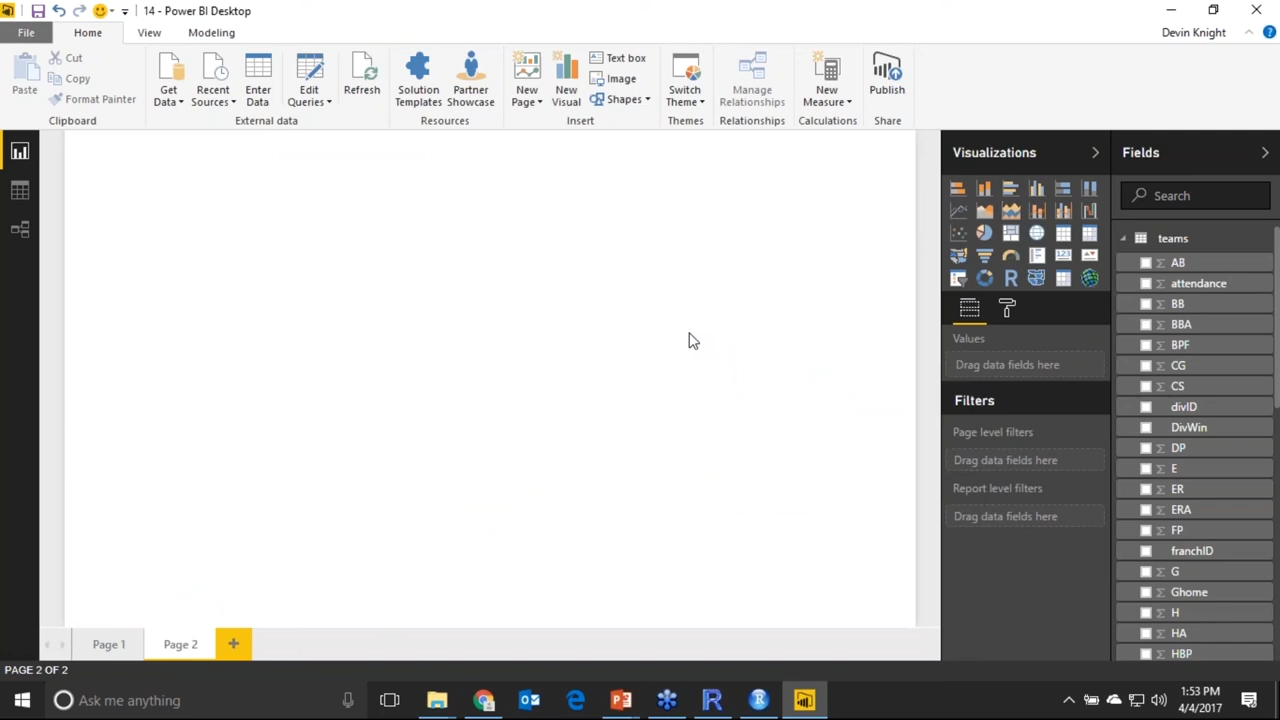 14 - Power BI Desktop
File
Home
View
Modeling
Devin Knight
Paste
Cut
Copy
Format Painter
Get Data
Recent Sources
Enter Data
Edit Queries
Refresh
Solution Templates
Partner Showcase
New Page
New Visual
Text box
Image
Shapes
Switch Theme
Manage Relationships
New Measure
Publish
Clipboard
External data
Resources
Insert
Themes
Relationships
Calculations
Share
Visualizations
Fields
Search
teams
AB
attendance
BB
BBA
BPF
CG
CS
divID
DivWin
DP
E
ER
ERA
FP
franchID
G
Ghome
H
HA
HBP
Values
Drag data fields here
Filters
Page level filters
Drag data fields here
Report level filters
Drag data fields here
Page 1
Page 2
PAGE 2 OF 2
Ask me anything
1:53 PM
4/4/2017